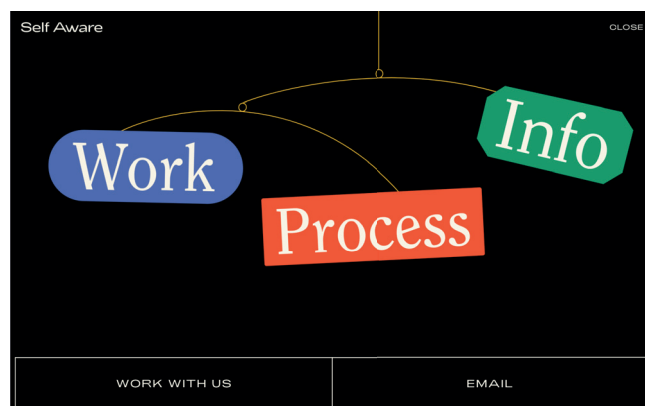 Self Aware
CLOSE
Work
Process
Info
WORK WITH US
EMAIL